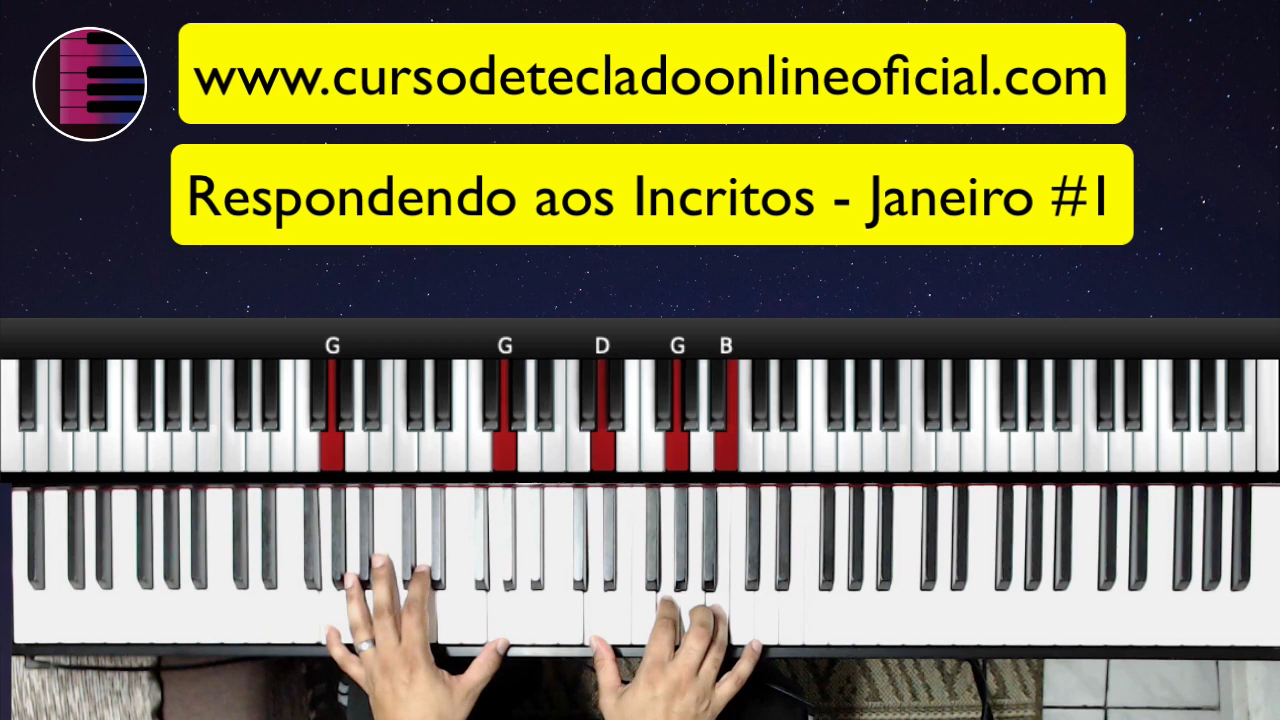 www.cursodetecladoonlineoficial.com
Respondendo aos Incritos - Janeiro #1
G G D G B